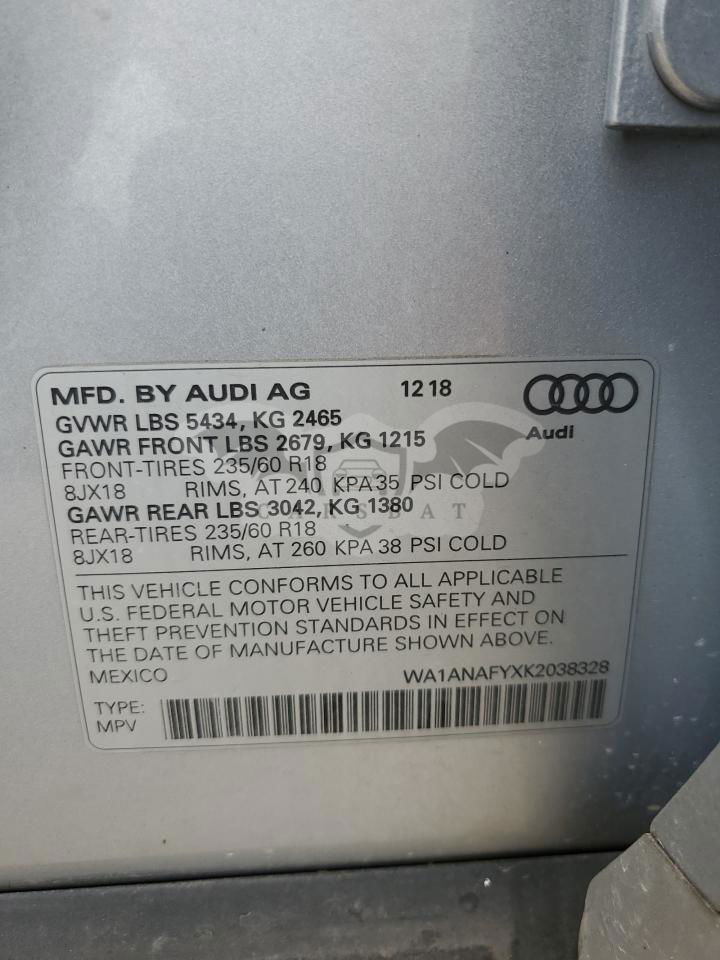 MFD. BY AUDI AG 12 18
Audi
GVWR LBS 5434, KG 2465
GAWR FRONT LBS 2679, KG 1215
FRONT-TIRES 235/60 R18
8JX18 RIMS, AT 240 KPA 35 PSI COLD
CARSBAT
GAWR REAR LBS 3042, KG 1380
REAR-TIRES 235/60 R18
8JX18 RIMS, AT 260 KPA 38 PSI COLD
THIS VEHICLE CONFORMS TO ALL APPLICABLE
U.S. FEDERAL MOTOR VEHICLE SAFETY AND
THEFT PREVENTION STANDARDS IN EFFECT ON
THE DATE OF MANUFACTURE SHOWN ABOVE.
MEXICO WA1ANAFYXK2038328
TYPE:
MPV